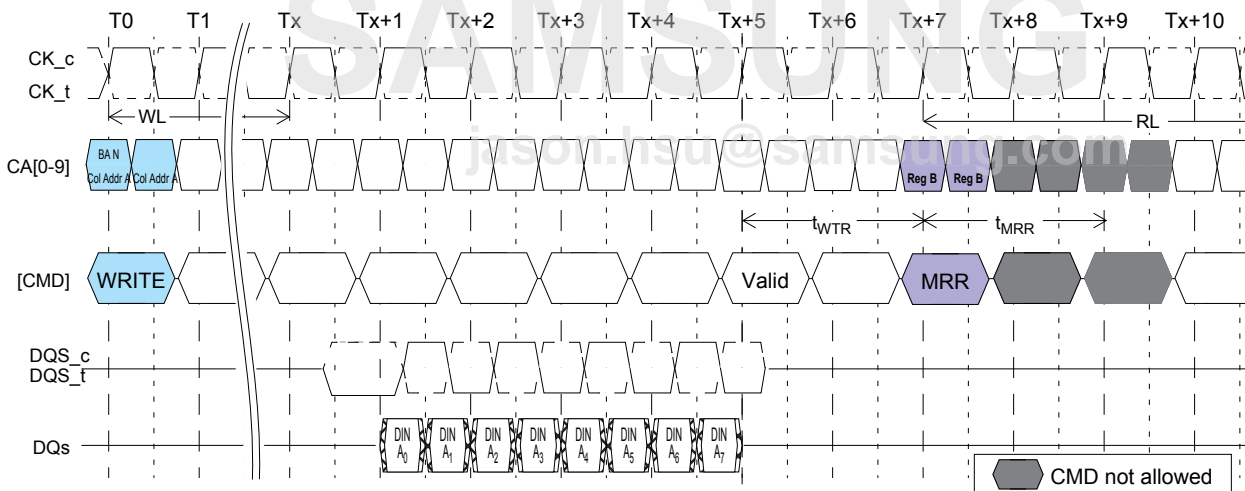 SAMSUNG
jason.hsu@samsung.com
T0 T1 Tx Tx+1 Tx+2 Tx+3 Tx+4 Tx+5 Tx+6 Tx+7 Tx+8 Tx+9 Tx+10
CK_c
CK_t
WL RL
CA[0-9]
BA N
Col Addr A Col Addr A Reg B Reg B
tWTR tMRR
[CMD] WRITE Valid MRR
DQS_c
DQS_t
DQs
DIN DIN DIN DIN DIN DIN DIN DIN
A0 A1 A2 A3 A4 A5 A6 A7
CMD not allowed